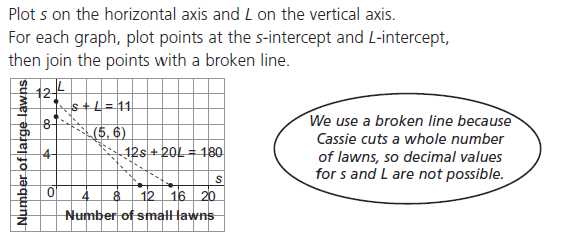 Plot s on the horizontal axis and L on the vertical axis.
For each graph, plot points at the s-intercept and L-intercept,
then join the points with a broken line.
Number of large lawns
12
L
s + L = 11
8
(5, 6)
4
12s + 20L = 180
s
0
4
8
12
16
20
Number of small lawns
We use a broken line because
Cassie cuts a whole number
of lawns, so decimal values
for s and L are not possible.